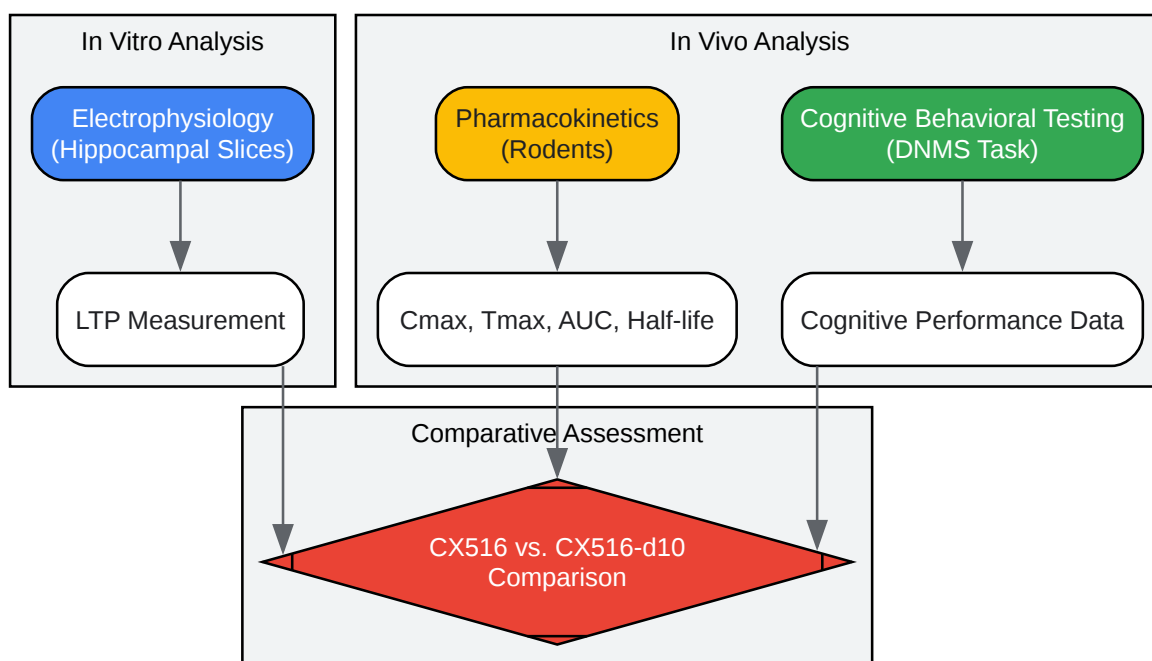 In Vitro Analysis
In Vivo Analysis
Electrophysiology
(Hippocampal Slices)
Pharmacokinetics
(Rodents)
Cognitive Behavioral Testing
(DNMS Task)
LTP Measurement
Cmax, Tmax, AUC, Half-life
Cognitive Performance Data
Comparative Assessment
CX516 vs. CX516-d10
Comparison